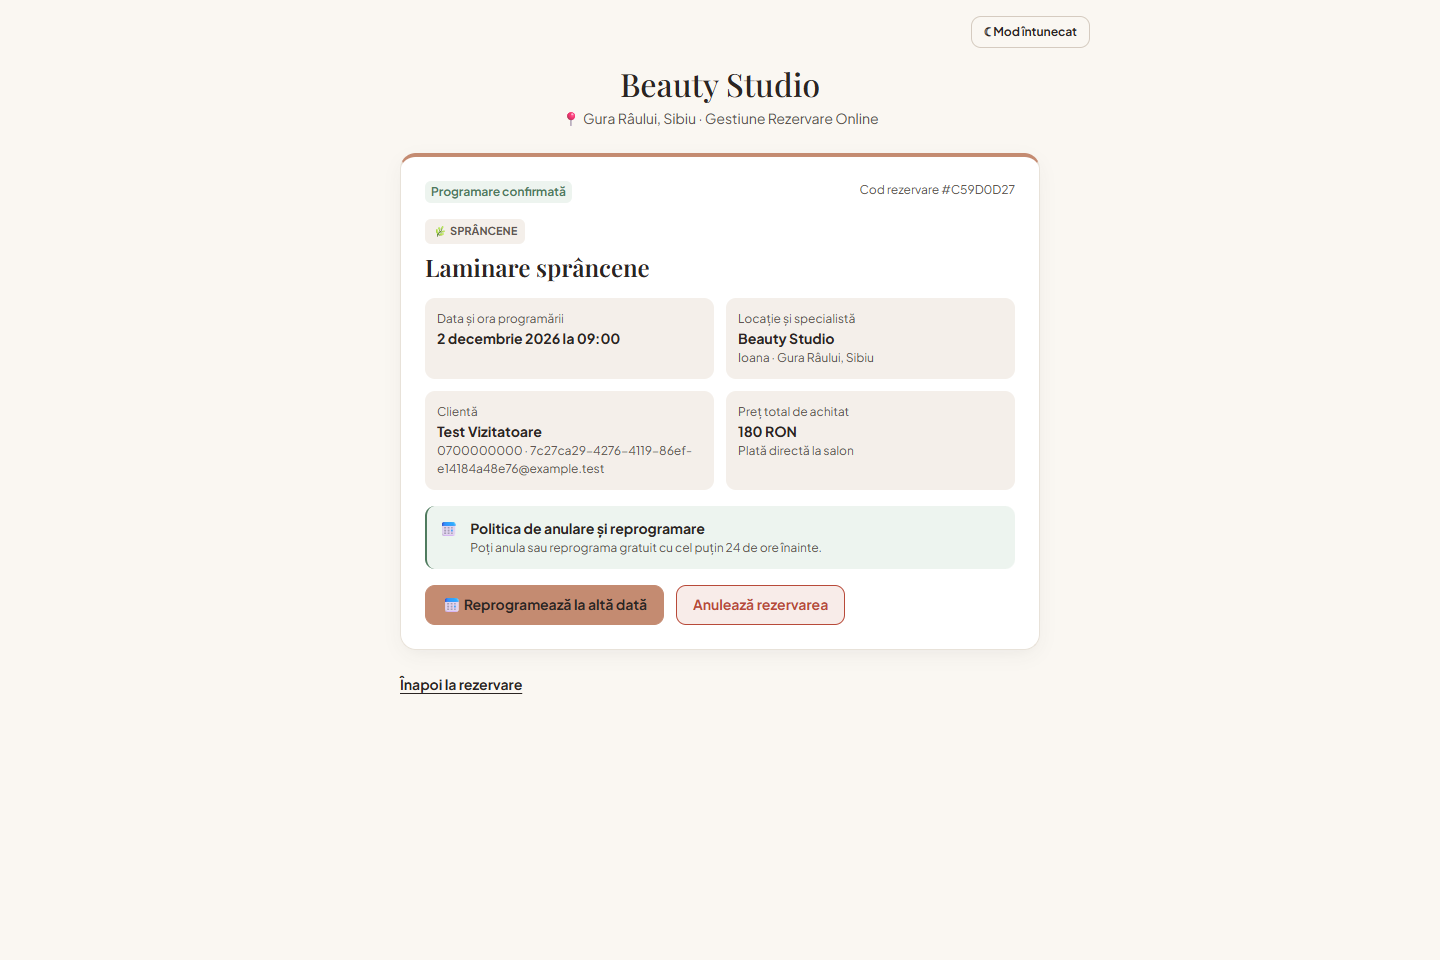 Mod întunecat
Beauty Studio
Gura Râului, Sibiu · Gestiune Rezervare Online
Programare confirmată
Cod rezervare #C59D0D27
SPRÂNCENE
Laminare sprâncene
Data și ora programării
2 decembrie 2026 la 09:00
Locație și specialistă
Beauty Studio
Ioana · Gura Râului, Sibiu
Clientă
Test Vizitatoare
0700000000 · 7c27ca29-4276-4119-86ef-
e14184a48e76@example.test
Preț total de achitat
180 RON
Plată directă la salon
Politica de anulare și reprogramare
Poți anula sau reprograma gratuit cu cel puțin 24 de ore înainte.
Reprogramează la altă dată
Anulează rezervarea
Înapoi la rezervare